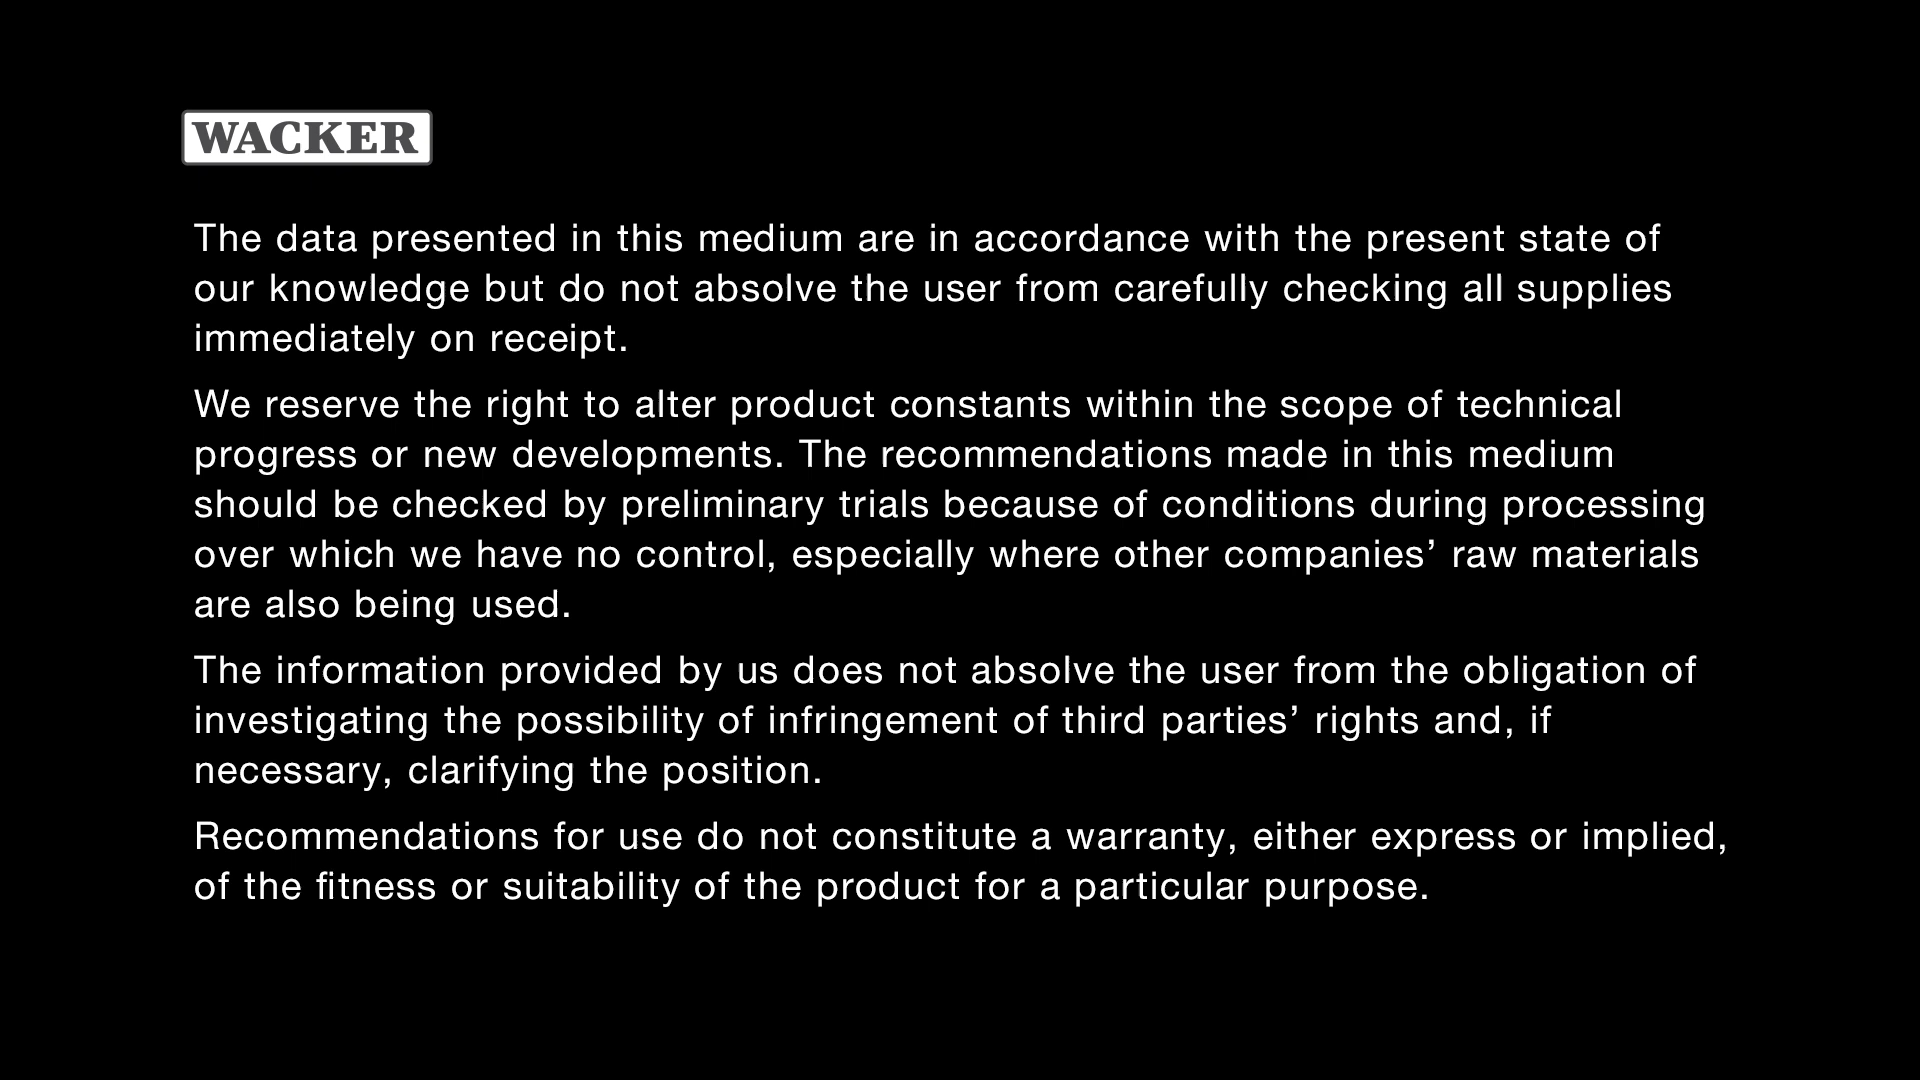 WACKER
The data presented in this medium are in accordance with the present state of
our knowledge but do not absolve the user from carefully checking all supplies
immediately on receipt.
We reserve the right to alter product constants within the scope of technical
progress or new developments. The recommendations made in this medium
should be checked by preliminary trials because of conditions during processing
over which we have no control, especially where other companies’ raw materials
are also being used.
The information provided by us does not absolve the user from the obligation of
investigating the possibility of infringement of third parties’ rights and, if
necessary, clarifying the position.
Recommendations for use do not constitute a warranty, either express or implied,
of the fitness or suitability of the product for a particular purpose.